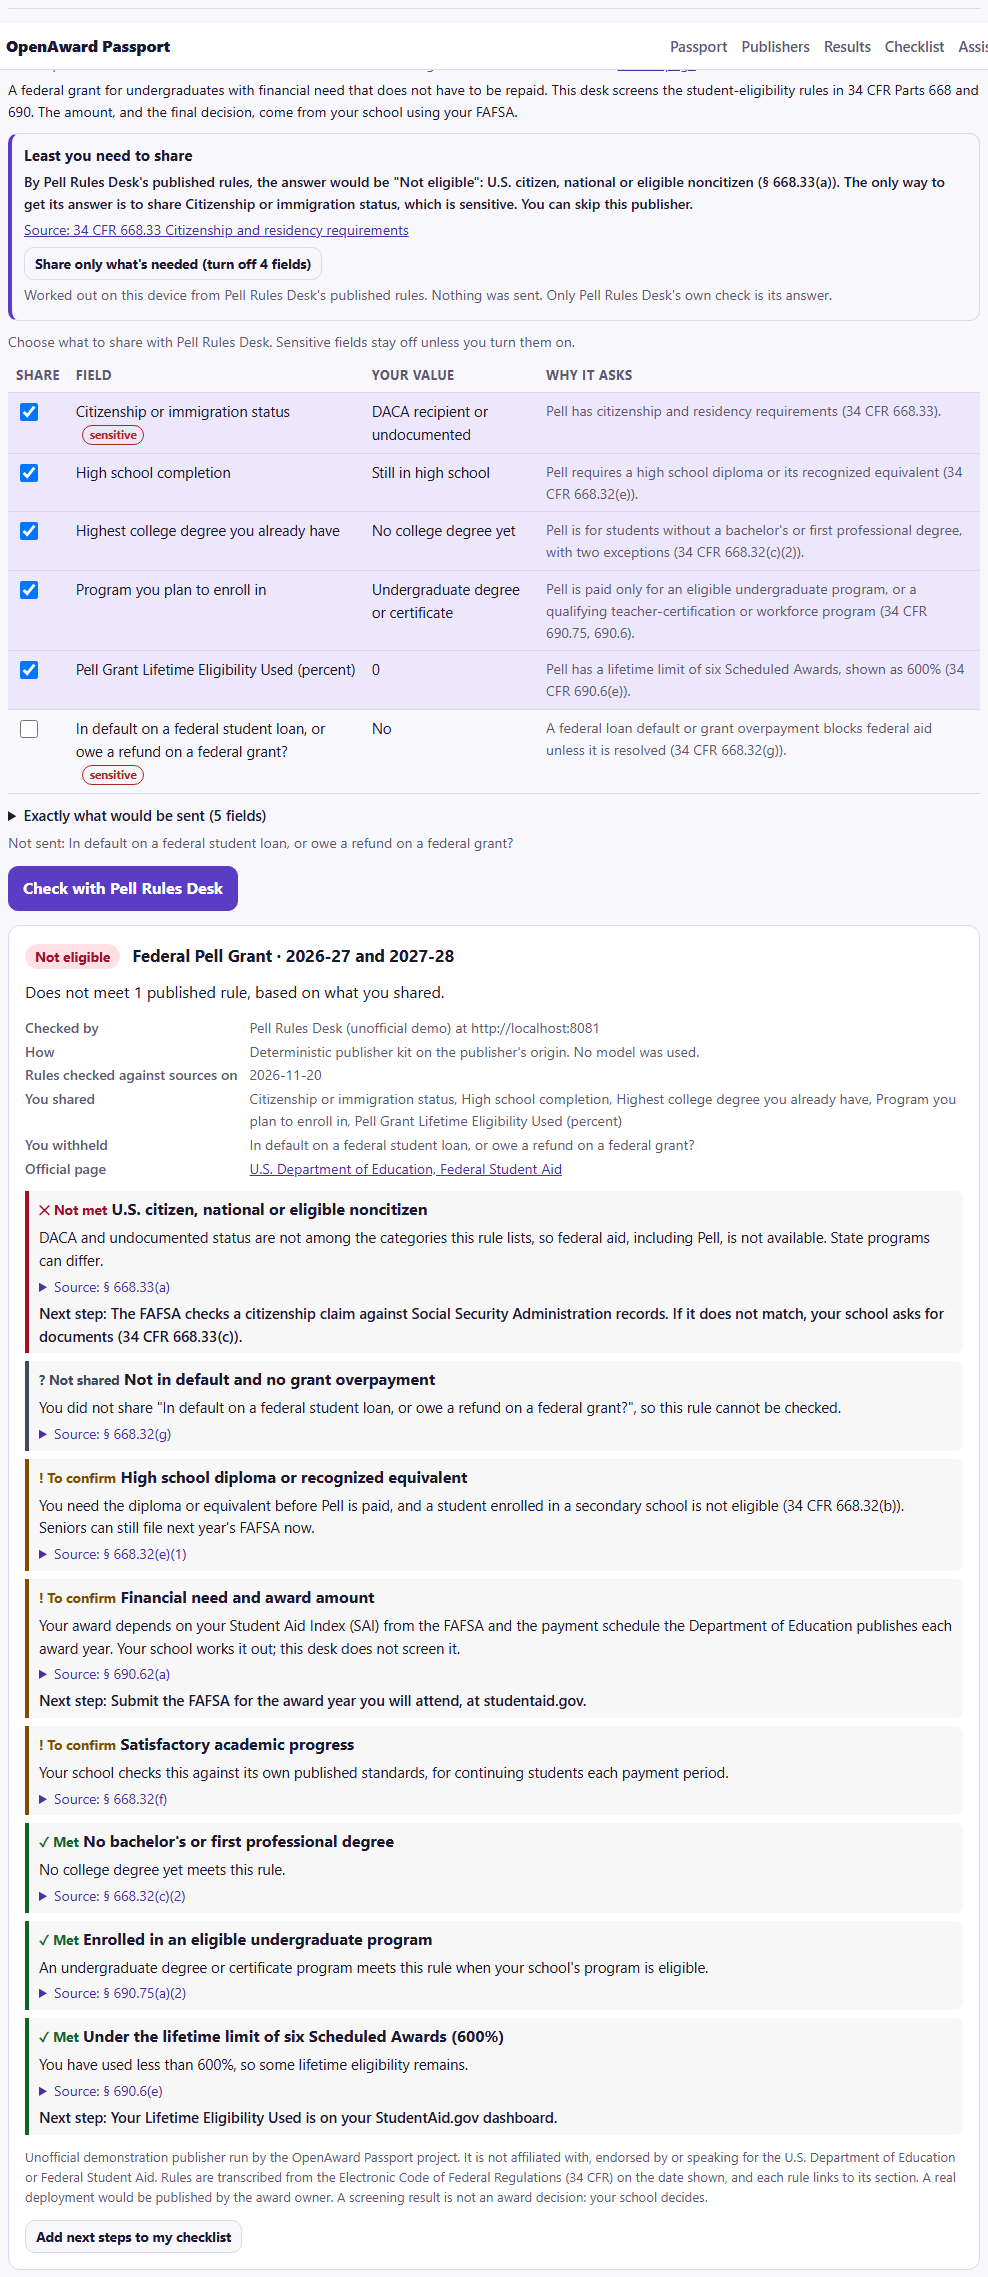 OpenAward Passport
Passport Publishers Results Checklist Assis
A federal grant for undergraduates with financial need that does not have to be repaid. This desk screens the student-eligibility rules in 34 CFR Parts 668 and
690. The amount, and the final decision, come from your school using your FAFSA.
Least you need to share
By Pell Rules Desk's published rules, the answer would be "Not eligible": U.S. citizen, national or eligible noncitizen (§ 668.33(a)). The only way to
get its answer is to share Citizenship or immigration status, which is sensitive. You can skip this publisher.
Source: 34 CFR 668.33 Citizenship and residency requirements
Share only what's needed (turn off 4 fields)
Worked out on this device from Pell Rules Desk's published rules. Nothing was sent. Only Pell Rules Desk's own check is its answer.
Choose what to share with Pell Rules Desk. Sensitive fields stay off unless you turn them on.
SHARE FIELD YOUR VALUE WHY IT ASKS
Citizenship or immigration status
sensitive
DACA recipient or
undocumented
Pell has citizenship and residency requirements (34 CFR 668.33).
High school completion
Still in high school
Pell requires a high school diploma or its recognized equivalent (34
CFR 668.32(e)).
Highest college degree you already have
No college degree yet
Pell is for students without a bachelor's or first professional degree,
with two exceptions (34 CFR 668.32(c)(2)).
Program you plan to enroll in
Undergraduate degree
or certificate
Pell is paid only for an eligible undergraduate program, or a
qualifying teacher-certification or workforce program (34 CFR
690.75, 690.6).
Pell Grant Lifetime Eligibility Used (percent)
0
Pell has a lifetime limit of six Scheduled Awards, shown as 600% (34
CFR 690.6(e)).
In default on a federal student loan, or
owe a refund on a federal grant?
sensitive
No
A federal loan default or grant overpayment blocks federal aid
unless it is resolved (34 CFR 668.32(g)).
Exactly what would be sent (5 fields)
Not sent: In default on a federal student loan, or owe a refund on a federal grant?
Check with Pell Rules Desk
Not eligible Federal Pell Grant · 2026-27 and 2027-28
Does not meet 1 published rule, based on what you shared.
Checked by Pell Rules Desk (unofficial demo) at http://localhost:8081
How Deterministic publisher kit on the publisher's origin. No model was used.
Rules checked against sources on 2026-11-20
You shared Citizenship or immigration status, High school completion, Highest college degree you already have, Program you
plan to enroll in, Pell Grant Lifetime Eligibility Used (percent)
You withheld In default on a federal student loan, or owe a refund on a federal grant?
Official page U.S. Department of Education, Federal Student Aid
✕ Not met U.S. citizen, national or eligible noncitizen
DACA and undocumented status are not among the categories this rule lists, so federal aid, including Pell, is not available. State programs
can differ.
Source: § 668.33(a)
Next step: The FAFSA checks a citizenship claim against Social Security Administration records. If it does not match, your school asks for
documents (34 CFR 668.33(c)).
? Not shared Not in default and no grant overpayment
You did not share "In default on a federal student loan, or owe a refund on a federal grant?", so this rule cannot be checked.
Source: § 668.32(g)
! To confirm High school diploma or recognized equivalent
You need the diploma or equivalent before Pell is paid, and a student enrolled in a secondary school is not eligible (34 CFR 668.32(b)).
Seniors can still file next year's FAFSA now.
Source: § 668.32(e)(1)
! To confirm Financial need and award amount
Your award depends on your Student Aid Index (SAI) from the FAFSA and the payment schedule the Department of Education publishes each
award year. Your school works it out; this desk does not screen it.
Source: § 690.62(a)
Next step: Submit the FAFSA for the award year you will attend, at studentaid.gov.
! To confirm Satisfactory academic progress
Your school checks this against its own published standards, for continuing students each payment period.
Source: § 668.32(f)
✓ Met No bachelor's or first professional degree
No college degree yet meets this rule.
Source: § 668.32(c)(2)
✓ Met Enrolled in an eligible undergraduate program
An undergraduate degree or certificate program meets this rule when your school's program is eligible.
Source: § 690.75(a)(2)
✓ Met Under the lifetime limit of six Scheduled Awards (600%)
You have used less than 600%, so some lifetime eligibility remains.
Source: § 690.6(e)
Next step: Your Lifetime Eligibility Used is on your StudentAid.gov dashboard.
Unofficial demonstration publisher run by the OpenAward Passport project. It is not affiliated with, endorsed by or speaking for the U.S. Department of Education
or Federal Student Aid. Rules are transcribed from the Electronic Code of Federal Regulations (34 CFR) on the date shown, and each rule links to its section. A real
deployment would be published by the award owner. A screening result is not an award decision: your school decides.
Add next steps to my checklist